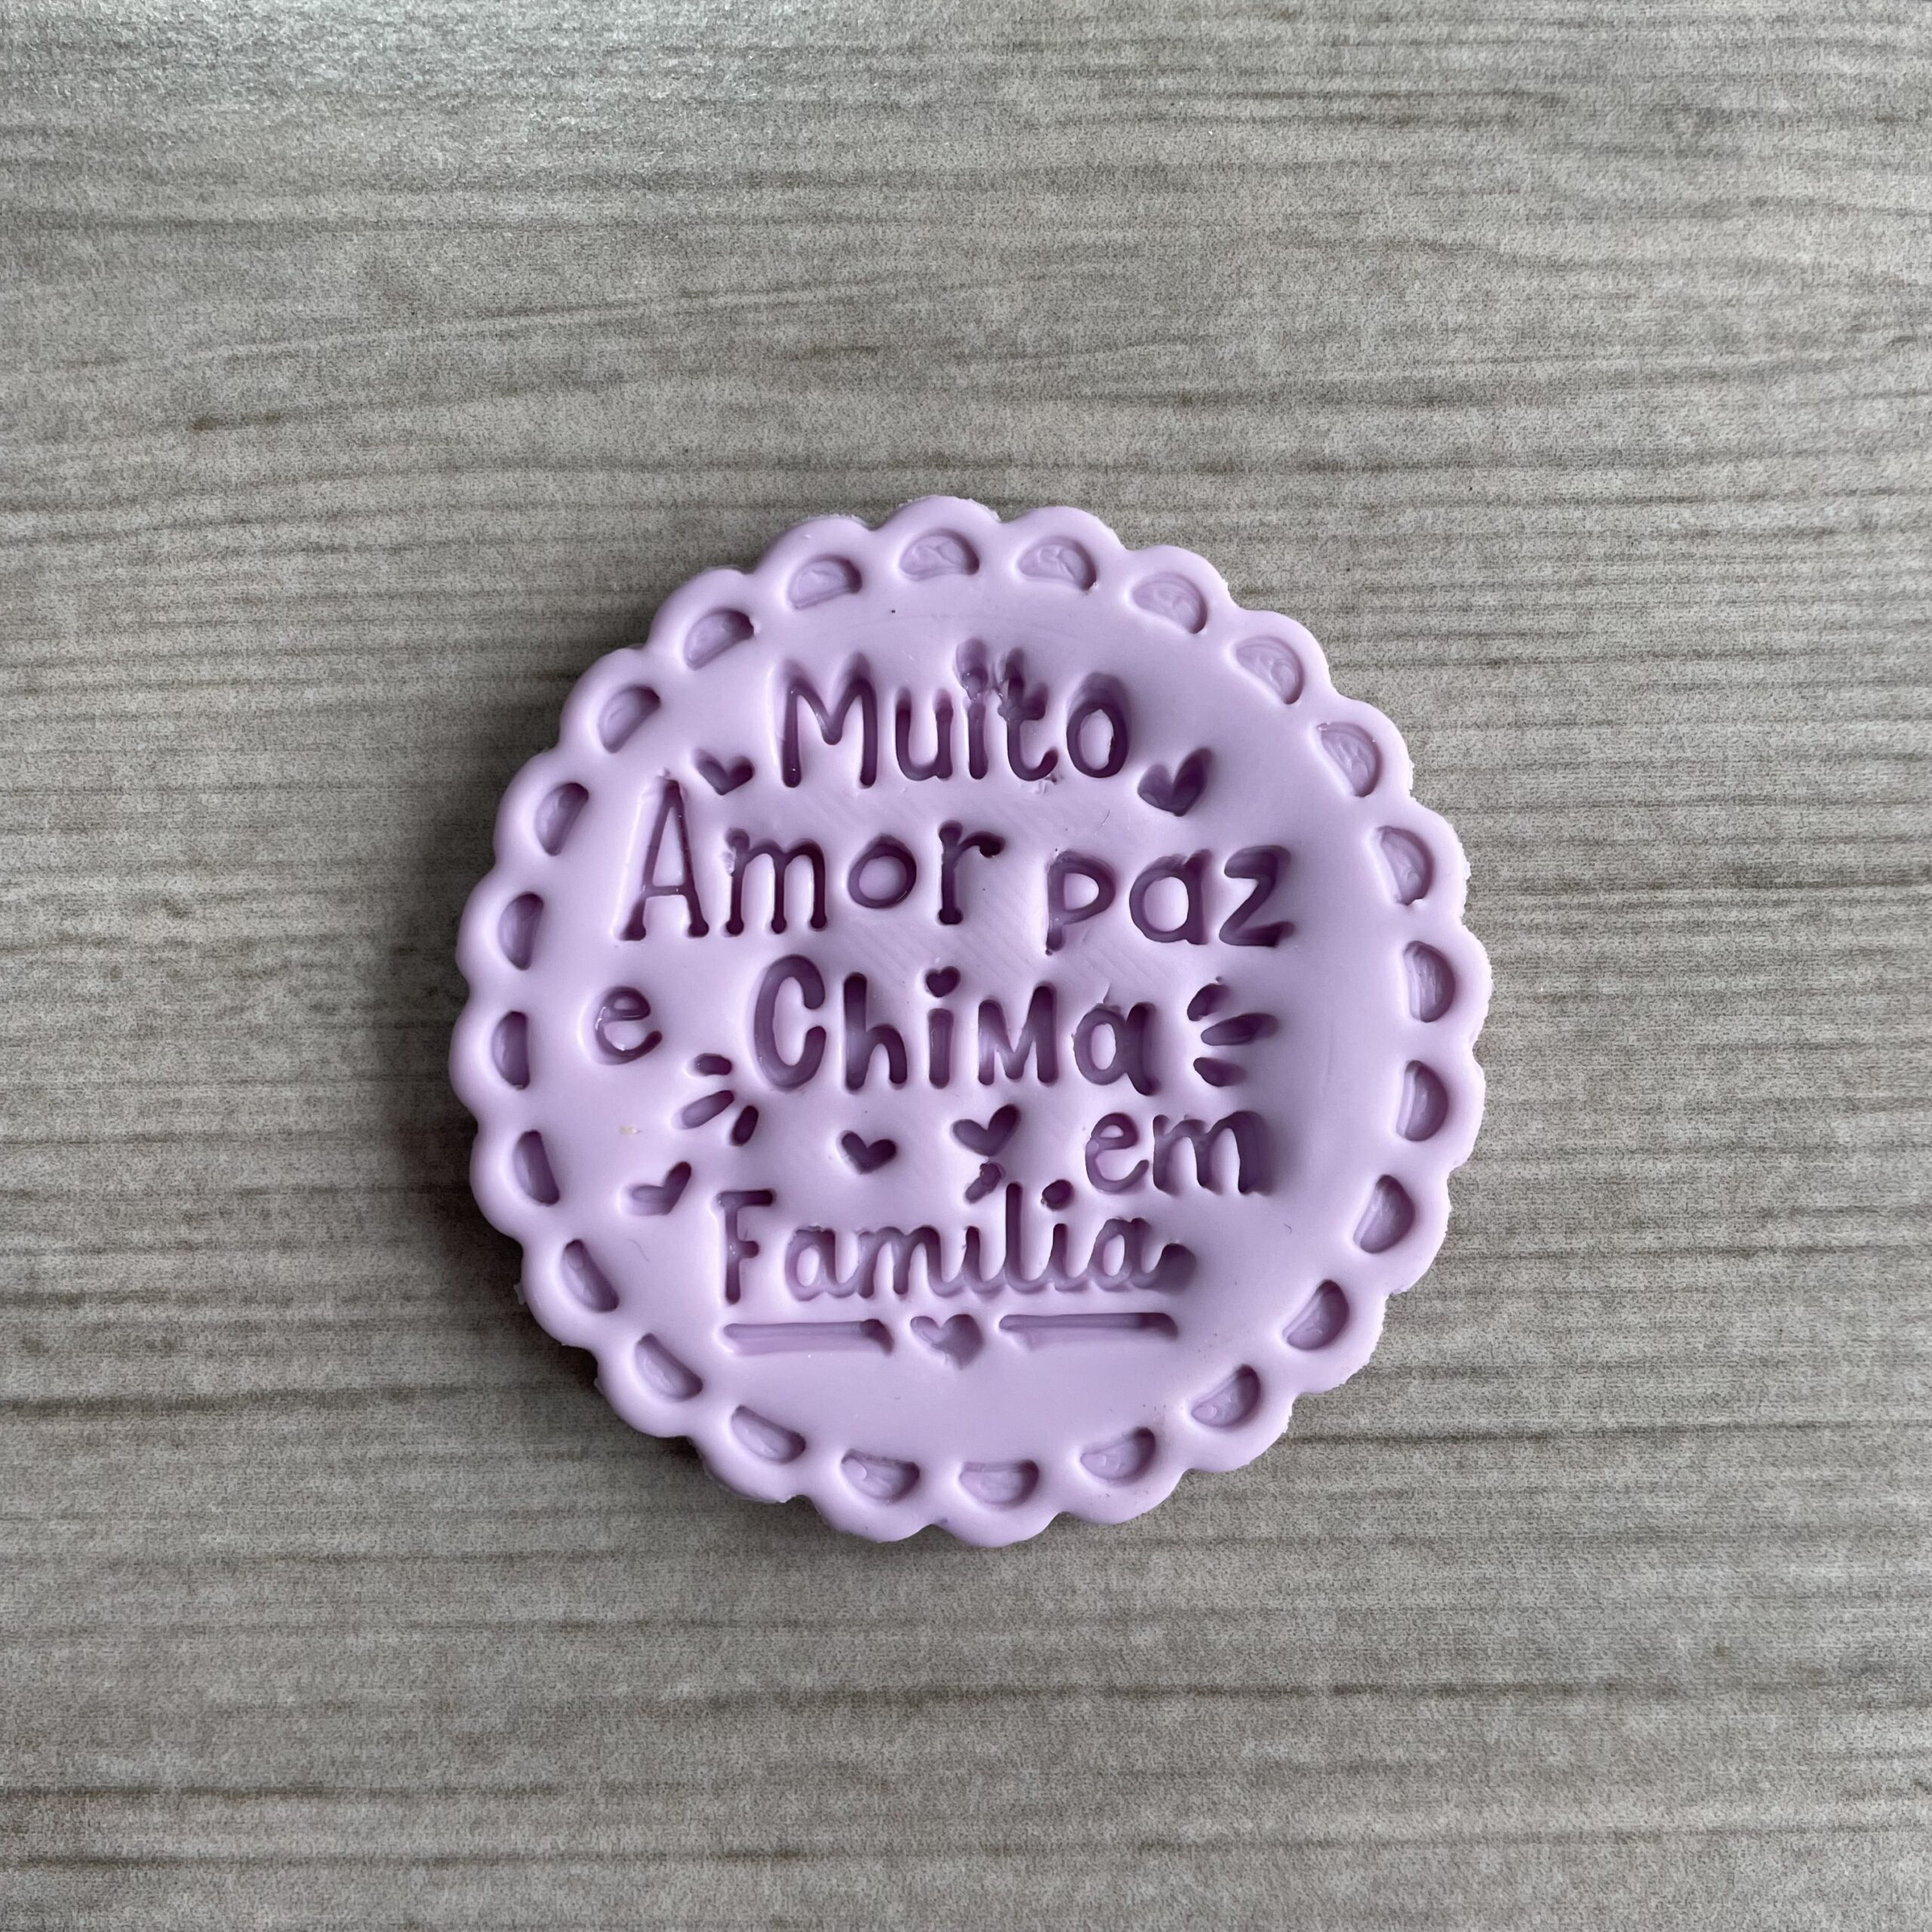 Muito
Amor paz
e Chima
em
Família